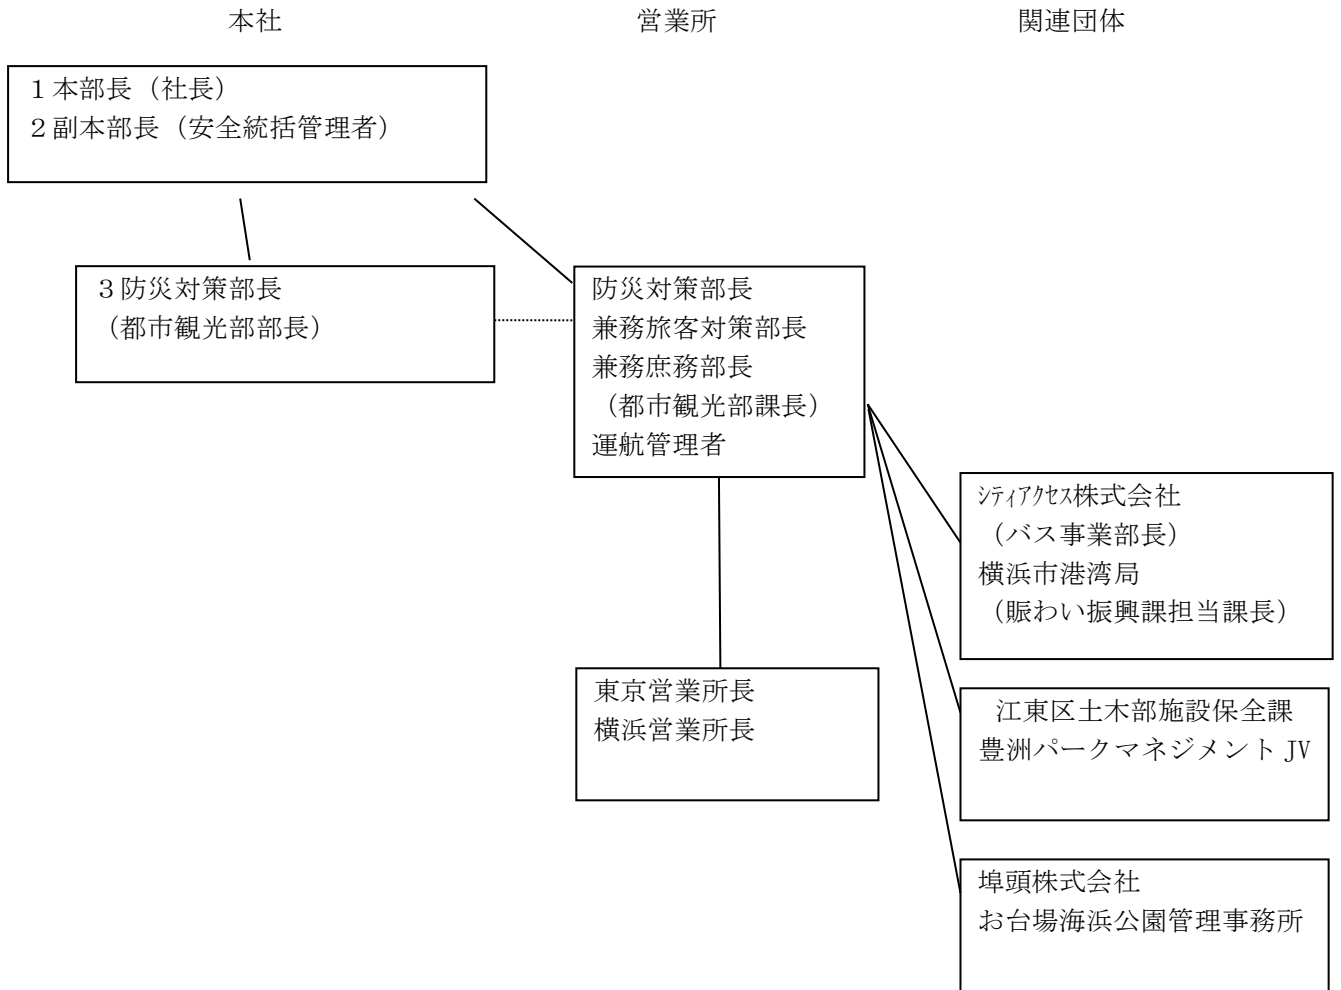 本社 営業所 関連団体
1本部長（社長）
2副本部長（安全統括管理者）
3防災対策部長
（都市観光部部長）
防災対策部長
兼務旅客対策部長
兼務庶務部長
（都市観光部課長）
運航管理者
東京営業所長
横浜営業所長
ｼﾃｨｱｸｾｽ株式会社
（バス事業部長）
横浜市港湾局
（賑わい振興課担当課長）
江東区土木部施設保全課
豊洲パークマネジメント JV
埠頭株式会社
お台場海浜公園管理事務所